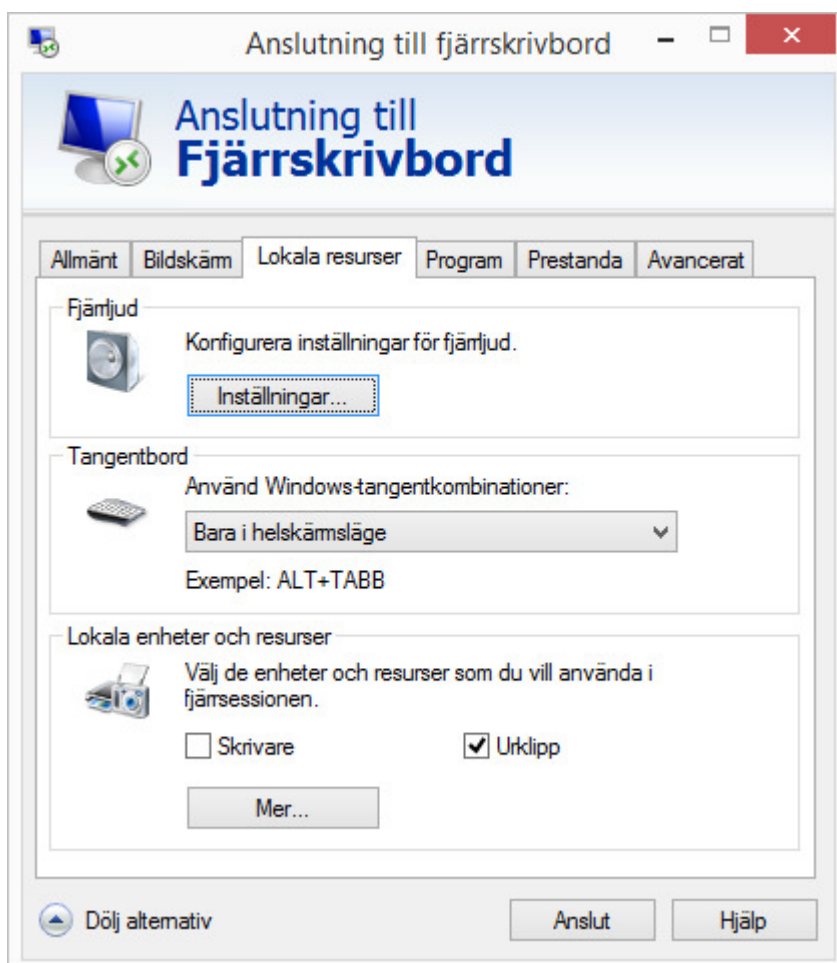 Anslutning till fjärrskrivbord
Anslutning till
Fjärrskrivbord
Allmänt Bildskärm Lokala resurser Program Prestanda Avancerat
Fjärrljud
Konfigurera inställningar för fjärrljud.
Inställningar...
Tangentbord
Använd Windows-tangentkombinationer:
Bara i helskärmsläge
Exempel: ALT+TABB
Lokala enheter och resurser
Välj de enheter och resurser som du vill använda i
fjärrsessionen.
Skrivare Urklipp
Mer...
Dölj alternativ Anslut Hjälp